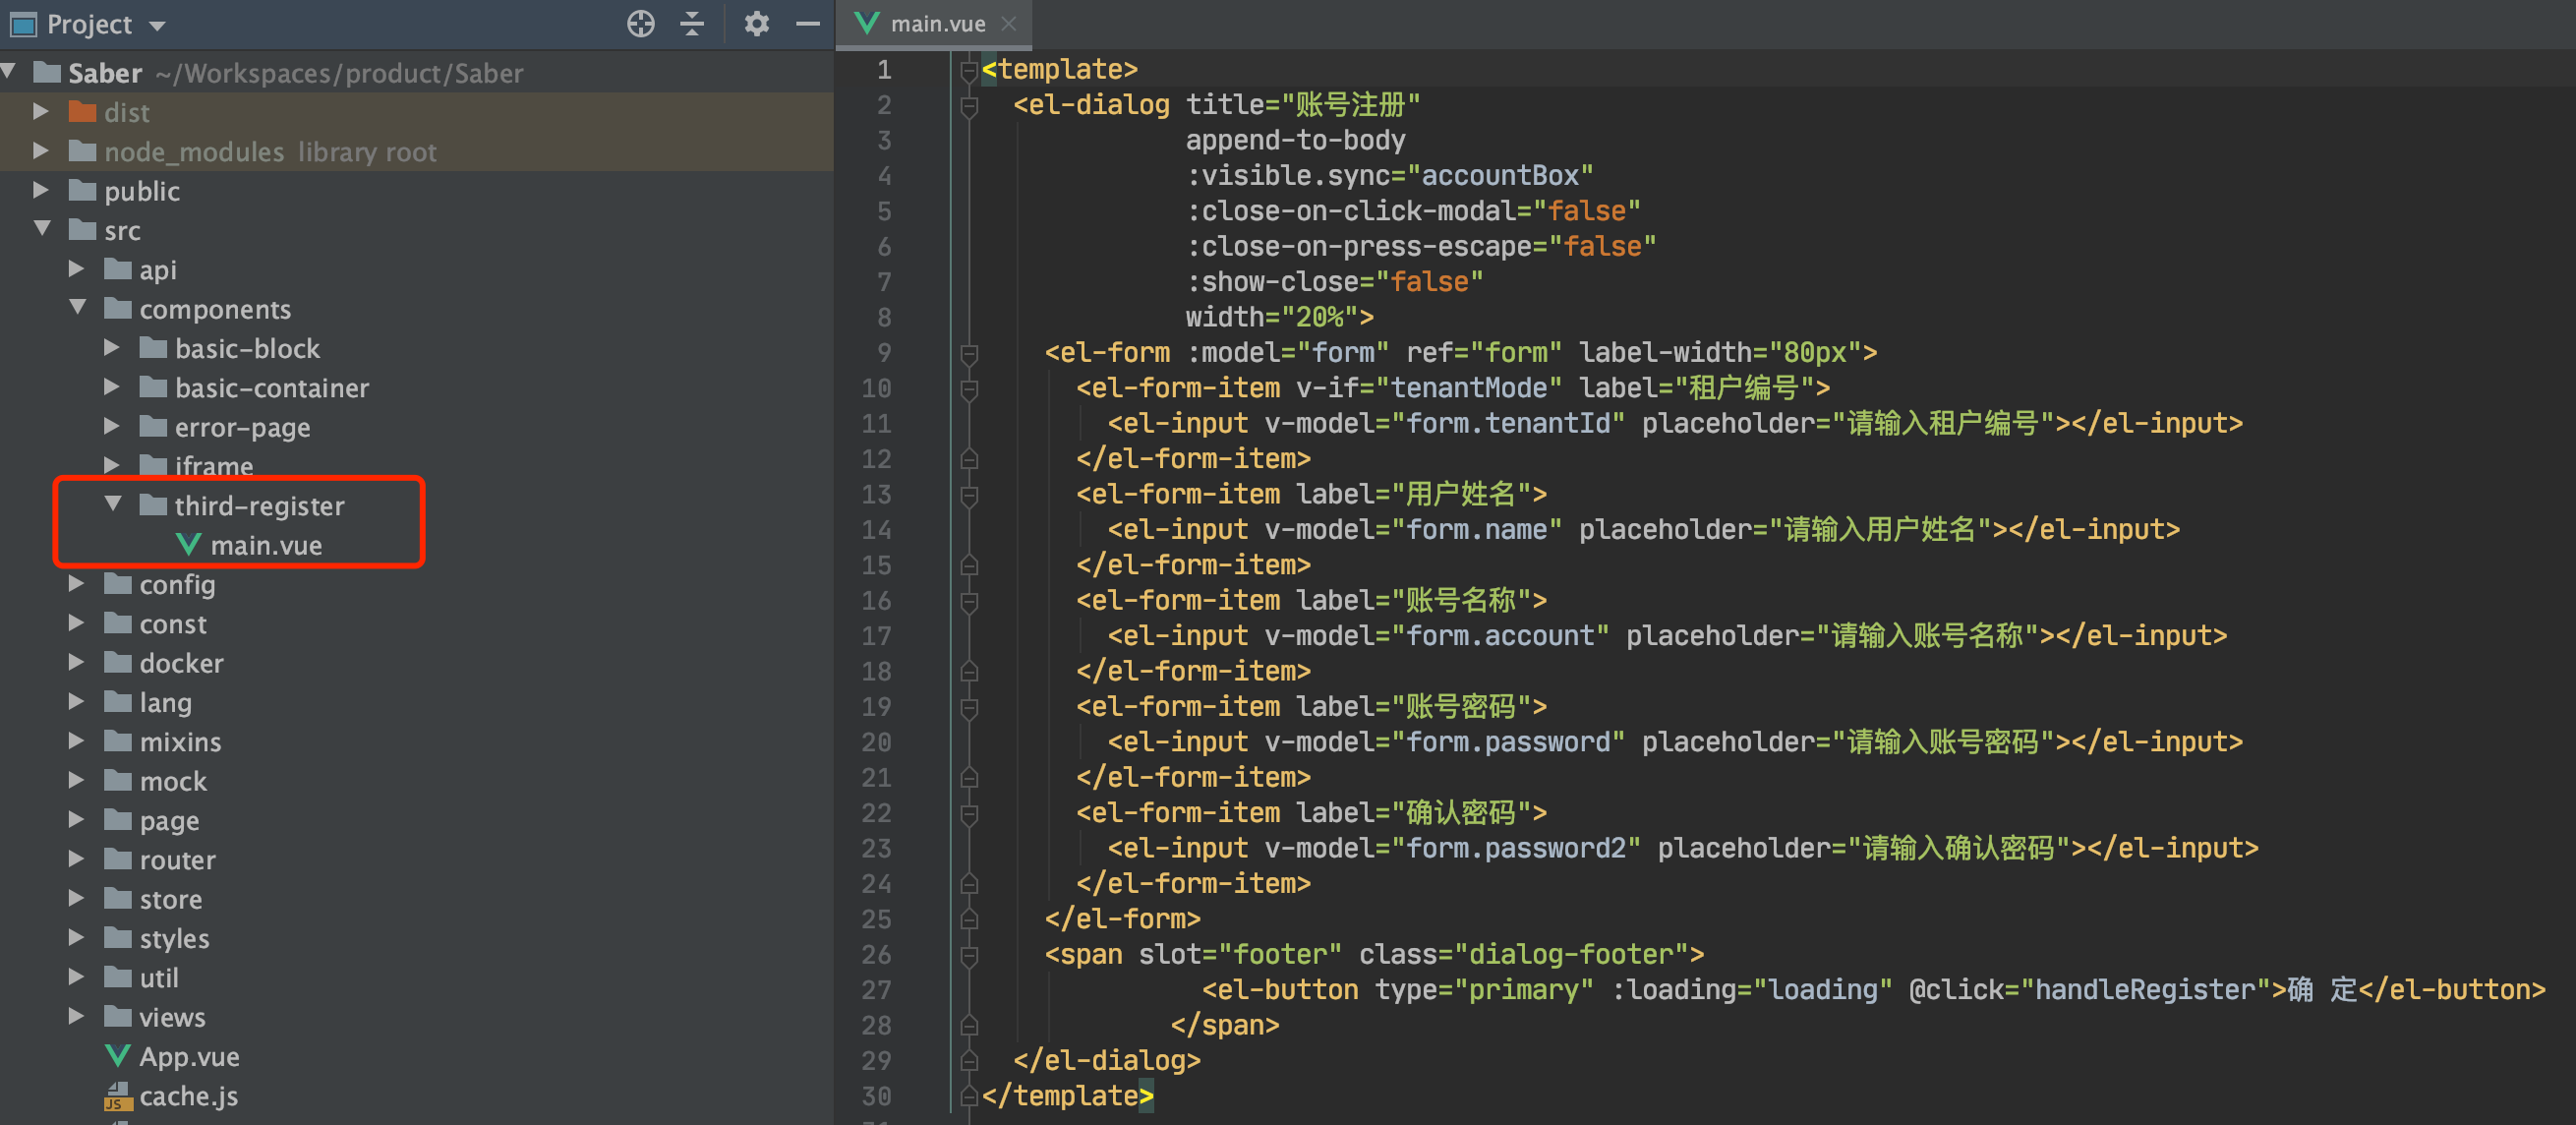 Project
Saber ~/Workspaces/product/Saber
dist
node_modules library root
public
src
api
components
basic-block
basic-container
error-page
iframe
third-register
main.vue
config
const
docker
lang
mixins
mock
page
router
store
styles
util
views
App.vue
cache.js
main.vue
1 <template>
2 <el-dialog title="账号注册"
3 append-to-body
4 :visible.sync="accountBox"
5 :close-on-click-modal="false"
6 :close-on-press-escape="false"
7 :show-close="false"
8 width="20%">
9 <el-form :model="form" ref="form" label-width="80px">
10 <el-form-item v-if="tenantMode" label="租户编号">
11 <el-input v-model="form.tenantId" placeholder="请输入租户编号"></el-input>
12 </el-form-item>
13 <el-form-item label="用户姓名">
14 <el-input v-model="form.name" placeholder="请输入用户姓名"></el-input>
15 </el-form-item>
16 <el-form-item label="账号名称">
17 <el-input v-model="form.account" placeholder="请输入账号名称"></el-input>
18 </el-form-item>
19 <el-form-item label="账号密码">
20 <el-input v-model="form.password" placeholder="请输入账号密码"></el-input>
21 </el-form-item>
22 <el-form-item label="确认密码">
23 <el-input v-model="form.password2" placeholder="请输入确认密码"></el-input>
24 </el-form-item>
25 </el-form>
26 <span slot="footer" class="dialog-footer">
27 <el-button type="primary" :loading="loading" @click="handleRegister">确 定</el-button>
28 </span>
29 </el-dialog>
30 </template>